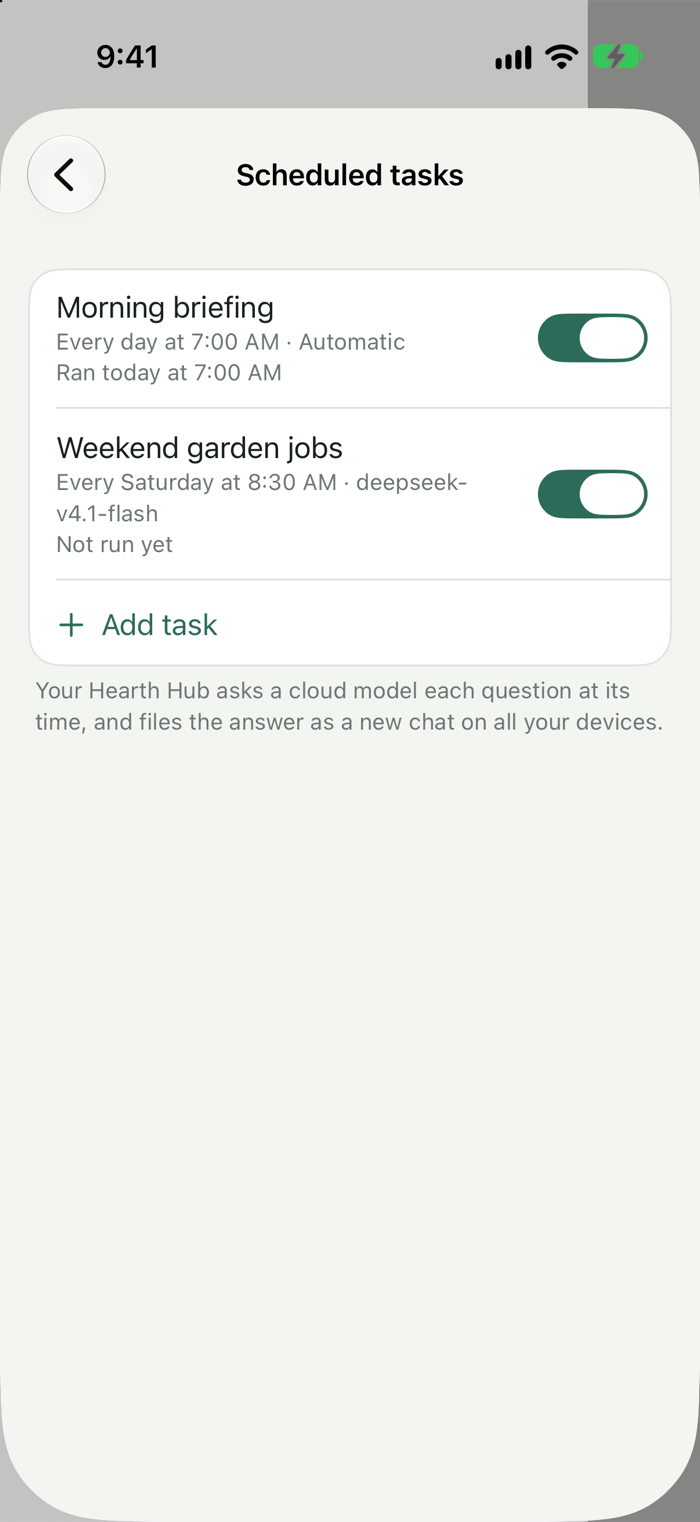 9:41
Scheduled tasks
Morning briefing
Every day at 7:00 AM · Automatic
Ran today at 7:00 AM
Weekend garden jobs
Every Saturday at 8:30 AM · deepseek-
v4.1-flash
Not run yet
+ Add task
Your Hearth Hub asks a cloud model each question at its
time, and files the answer as a new chat on all your devices.